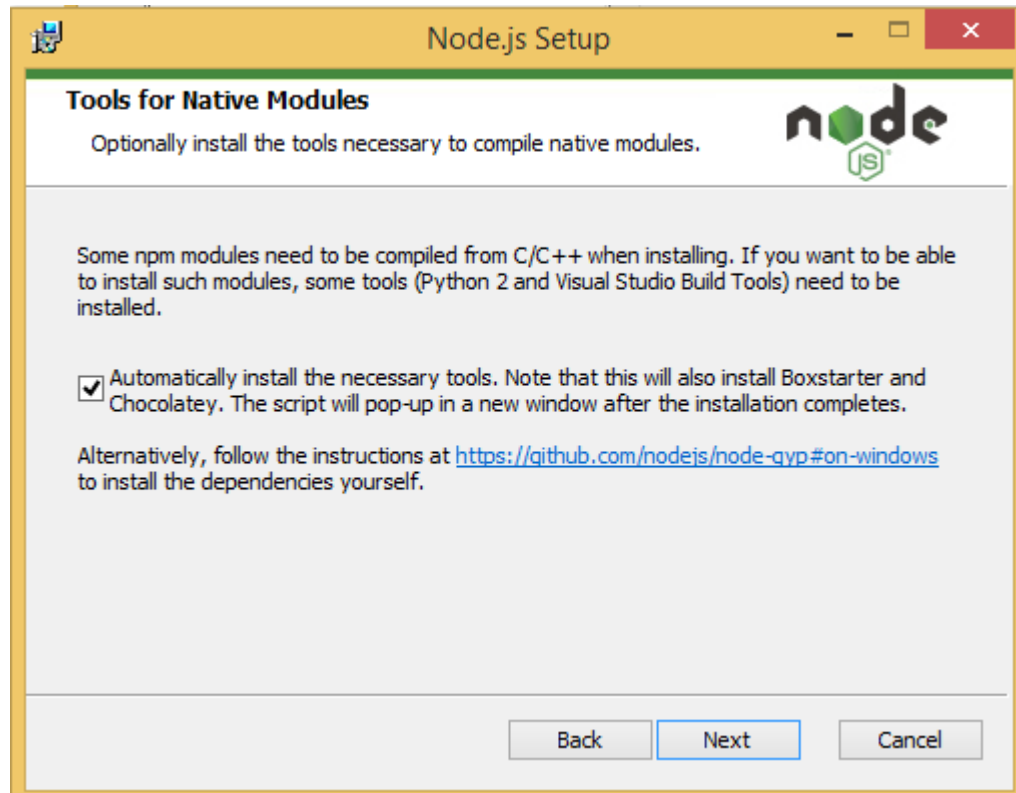 Node.js Setup
Tools for Native Modules
Optionally install the tools necessary to compile native modules.
node
JS
Some npm modules need to be compiled from C/C++ when installing. If you want to be able
to install such modules, some tools (Python 2 and Visual Studio Build Tools) need to be
installed.
Automatically install the necessary tools. Note that this will also install Boxstarter and
Chocolatey. The script will pop-up in a new window after the installation completes.
Alternatively, follow the instructions at https://github.com/nodejs/node-gyp#on-windows
to install the dependencies yourself.
Back Next Cancel